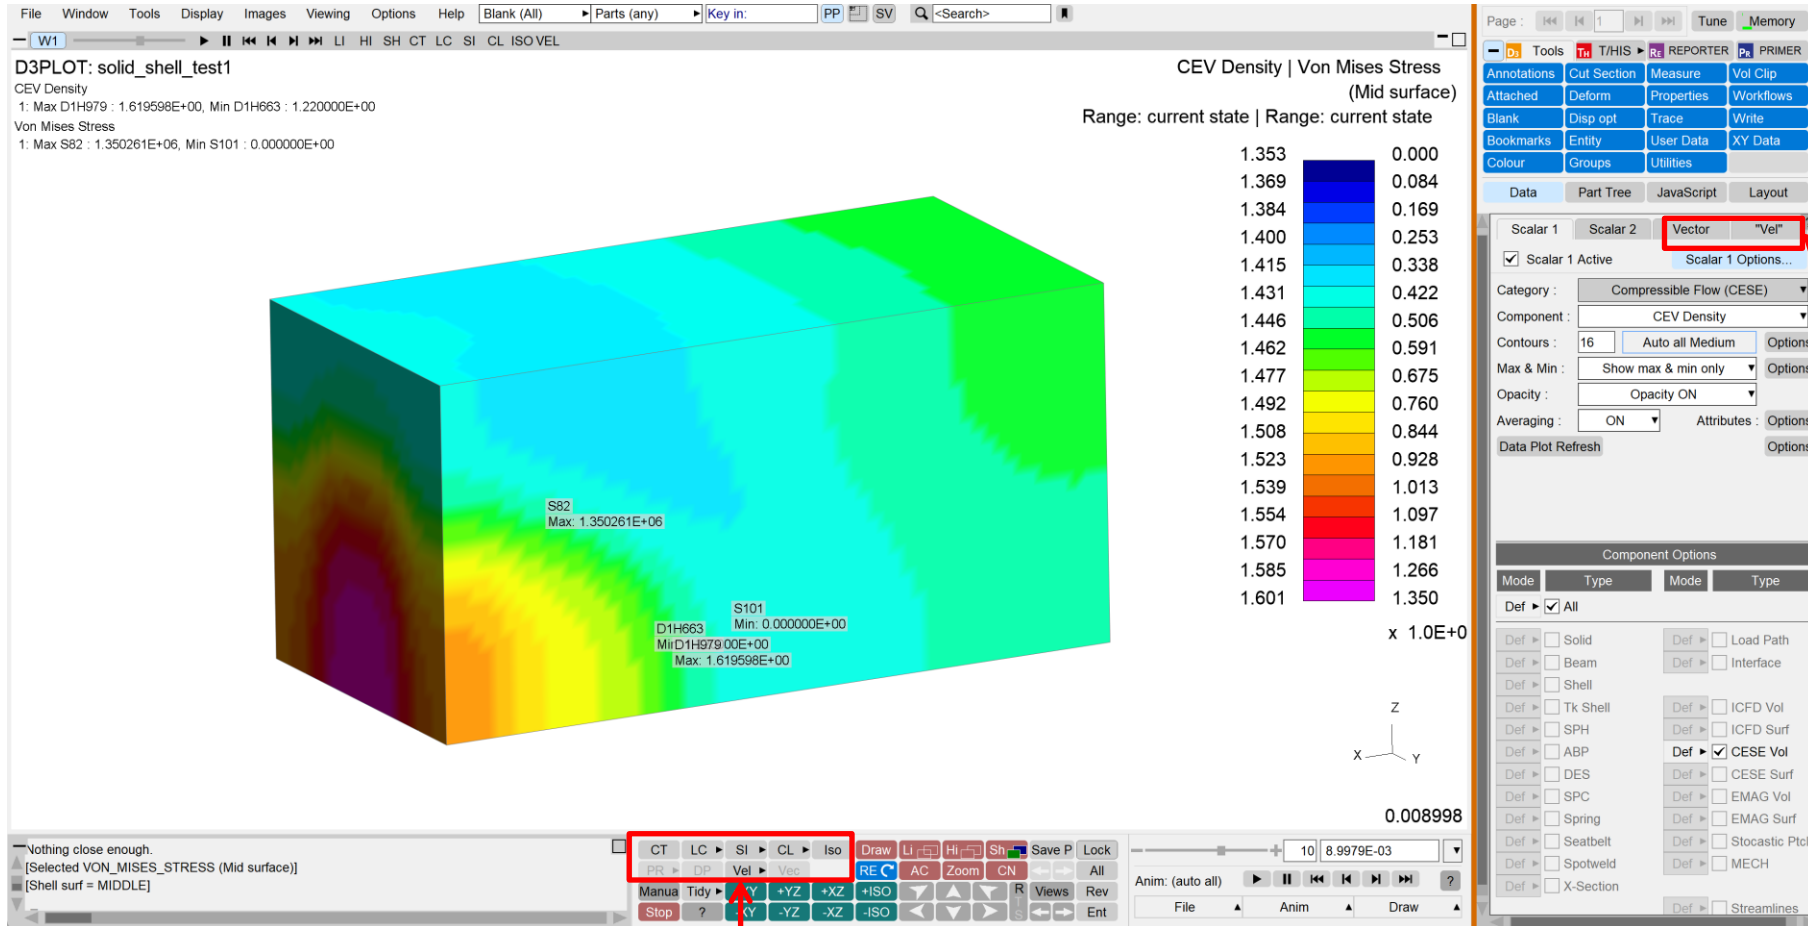 File Window Tools Display Images Viewing Options Help Blank (All) Parts (any) Key in: PP SV <Search>
W1 LI HI SH CT LC SI CL ISO VEL
D3PLOT: solid_shell_test1
CEV Density
1: Max D1H979 : 1.619598E+00, Min D1H663 : 1.220000E+00
Von Mises Stress
1: Max S82 : 1.350261E+06, Min S101 : 0.000000E+00
CEV Density | Von Mises Stress
(Mid surface)
Range: current state | Range: current state
1.353 0.000
1.369 0.084
1.384 0.169
1.400 0.253
1.415 0.338
1.431 0.422
1.446 0.506
1.462 0.591
1.477 0.675
1.492 0.760
1.508 0.844
1.523 0.928
1.539 1.013
1.554 1.097
1.570 1.181
1.585 1.266
1.601 1.350
x 1.0E+0
S82
Max: 1.350261E+06
S101
Min: 0.000000E+00
D1H663
D1H979 00E+00
Max: 1.619598E+00
Z
X Y
0.008998
Nothing close enough.
[Selected VON_MISES_STRESS (Mid surface)]
[Shell surf = MIDDLE]
CT LC SI CL Iso Draw Li Hi Sh Save P Lock
PR DP Vel Vec RE AC Zoom CN All
Manua Tidy XY +YZ +XZ +ISO R Views Rev
Stop ? XY -YZ -XZ -ISO S Ent
10 8.9979E-03
Anim: (auto all) ?
File Anim Draw
Page : 1 Tune Memory
D3 Tools TH T/HIS RE REPORTER PR PRIMER
Annotations Cut Section Measure Vol Clip
Attached Deform Properties Workflows
Blank Disp opt Trace Write
Bookmarks Entity User Data XY Data
Colour Groups Utilities
Data Part Tree JavaScript Layout
Scalar 1 Scalar 2 Vector "Vel"
Scalar 1 Active Scalar 1 Options...
Category : Compressible Flow (CESE)
Component : CEV Density
Contours : 16 Auto all Medium Options
Max & Min : Show max & min only Options
Opacity : Opacity ON
Averaging : ON Attributes : Options
Data Plot Refresh Options
Component Options
Mode Type Mode Type
Def All
Def Solid Def Load Path
Def Beam Def Interface
Def Shell
Def Tk Shell Def ICFD Vol
Def SPH Def ICFD Surf
Def ABP Def CESE Vol
Def DES Def CESE Surf
Def SPC Def EMAG Vol
Def Spring Def EMAG Surf
Def Seatbelt Def Stocastic Ptcl
Def Spotweld Def MECH
Def X-Section
Def Streamlines